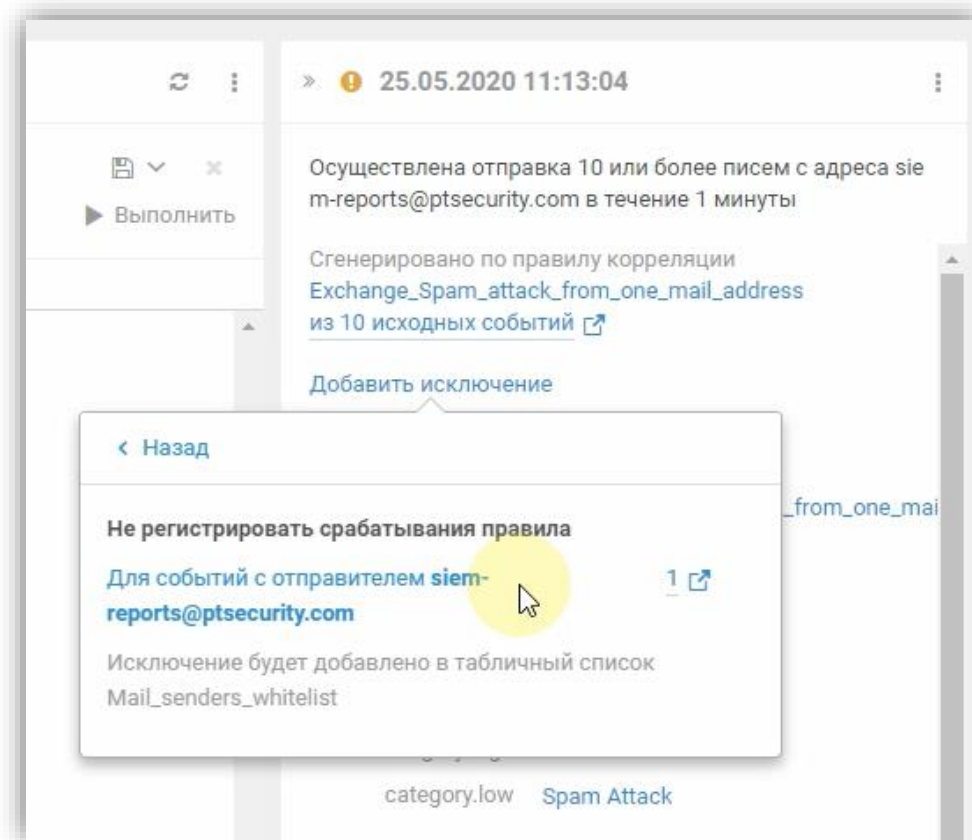 25.05.2020 11:13:04
Выполнить
Осуществлена отправка 10 или более писем с адреса sie
m-reports@ptsecurity.com в течение 1 минуты
Сгенерировано по правилу корреляции
Exchange_Spam_attack_from_one_mail_address
из 10 исходных событий
Добавить исключение
Назад
Не регистрировать срабатывания правила
Для событий с отправителем siem-
reports@ptsecurity.com
1
Исключение будет добавлено в табличный список
Mail_senders_whitelist
_from_one_mai
category.low Spam Attack